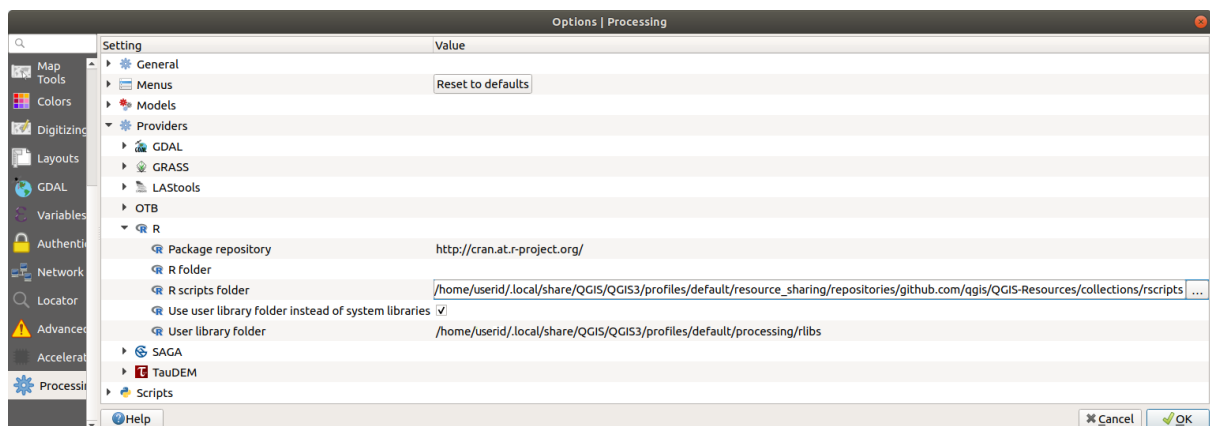 Options | Processing
Setting Value
Map Tools
Colors
Digitizing
Layouts
GDAL
Variables
Authenti
Network
Locator
Advanced
Accelerat
Processi
General
Menus Reset to defaults
Models
Providers
GDAL
GRASS
LAStools
OTB
R
Package repository http://cran.at.r-project.org/
R folder
R scripts folder /home/userid/.local/share/QGIS/QGIS3/profiles/default/resource_sharing/repositories/github.com/qgis/QGIS-Resources/collections/rscripts ...
Use user library folder instead of system libraries
User library folder /home/userid/.local/share/QGIS/QGIS3/profiles/default/processing/rlibs
SAGA
TauDEM
Scripts
Help Cancel OK